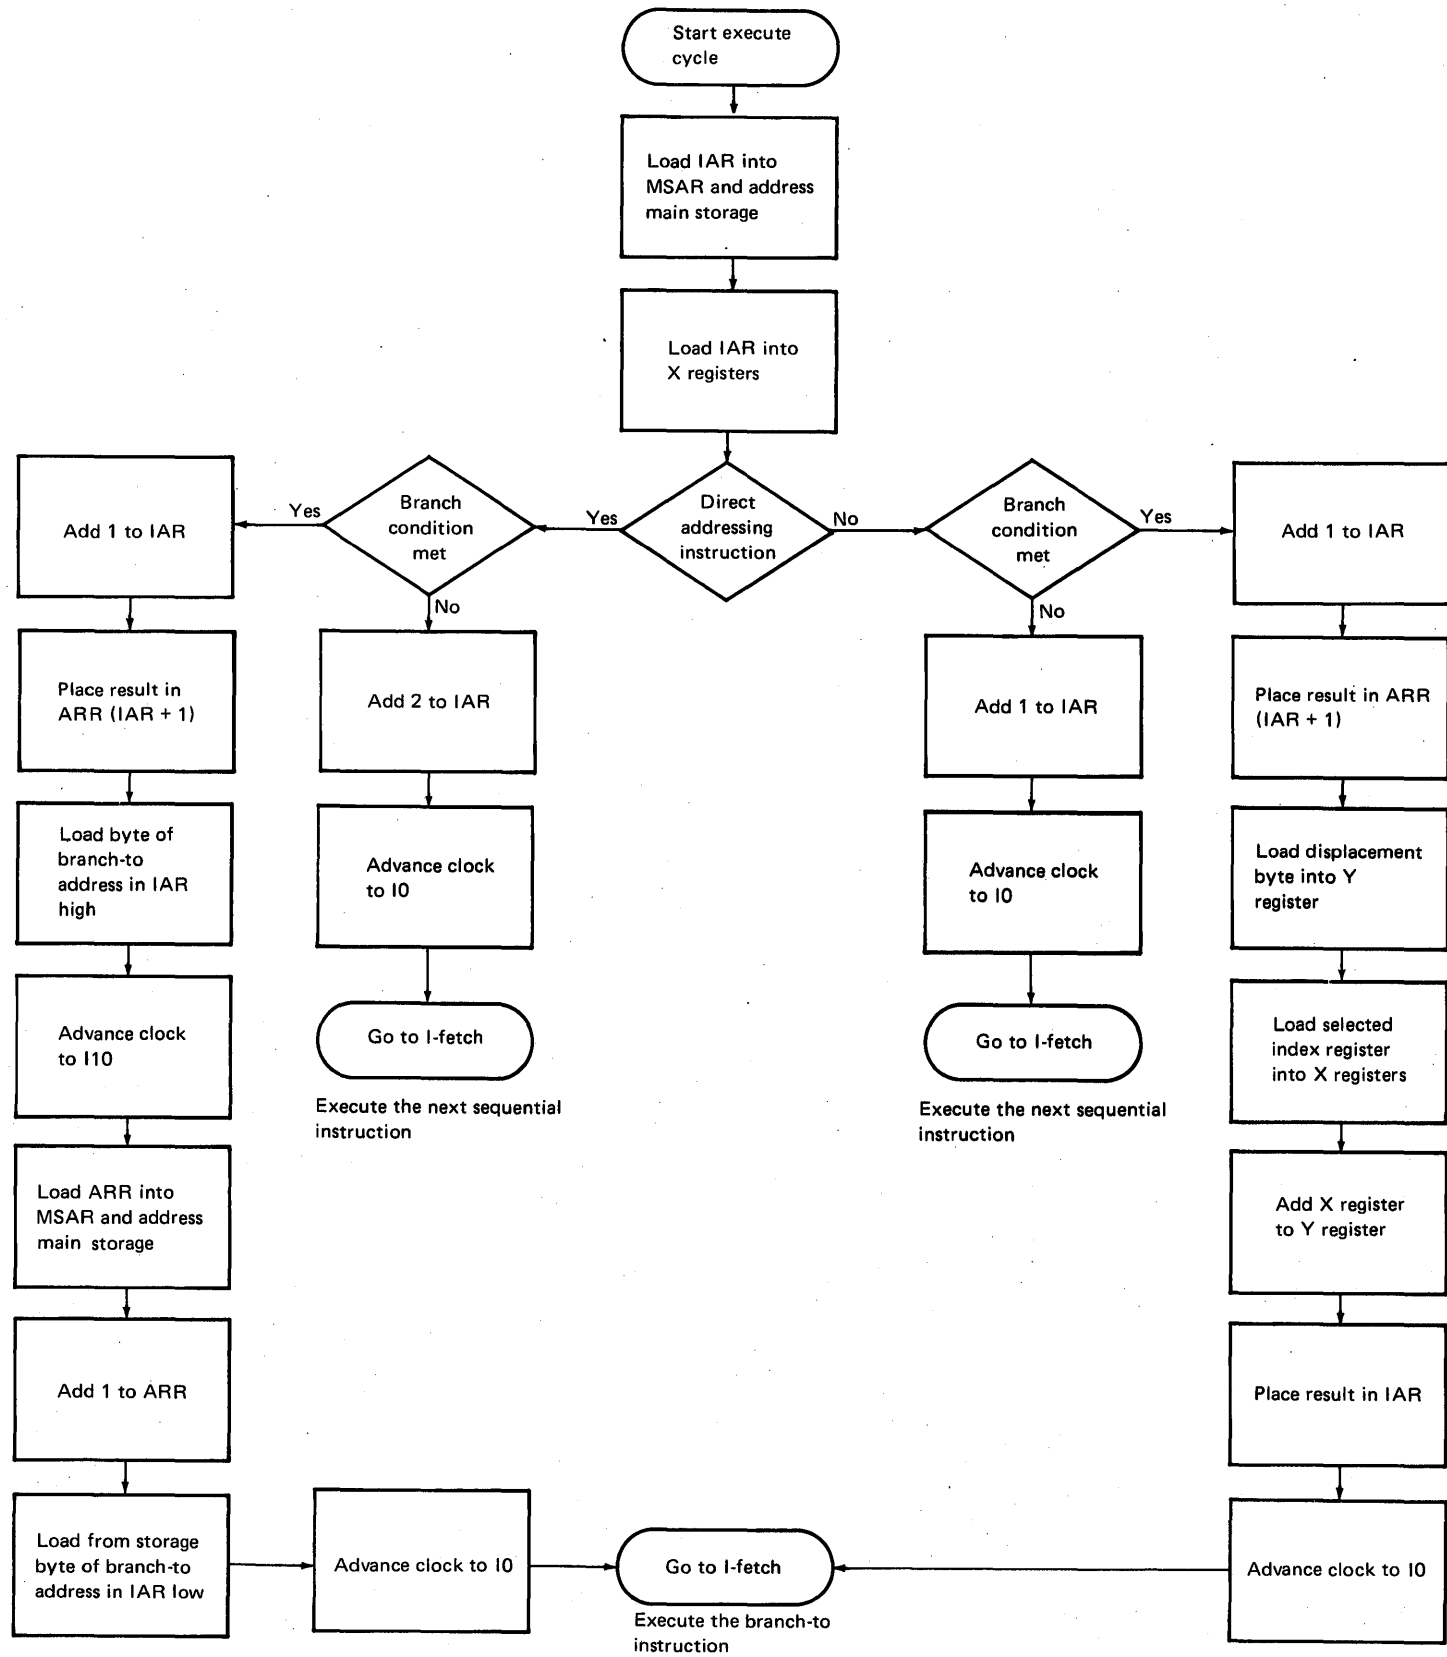 Start execute
cycle
Load IAR into
MSAR and address
main storage
Load IAR into
X registers
Direct
addressing
instruction
Yes
No
Branch
condition
met
Yes
No
Add 1 to IAR
Place result in
ARR (IAR + 1)
Load byte of
branch-to
address in IAR
high
Advance clock
to I10
Load ARR into
MSAR and address
main storage
Add 1 to ARR
Load from storage
byte of branch-to
address in IAR low
Advance clock to I0
Add 2 to IAR
Advance clock
to I0
Go to I-fetch
Execute the next sequential
instruction
Branch
condition
met
Yes
No
Add 1 to IAR
Advance clock
to I0
Go to I-fetch
Execute the next sequential
instruction
Add 1 to IAR
Place result in ARR
(IAR + 1)
Load displacement
byte into Y
register
Load selected
index register
into X registers
Add X register
to Y register
Place result in IAR
Advance clock to I0
Go to I-fetch
Execute the branch-to
instruction